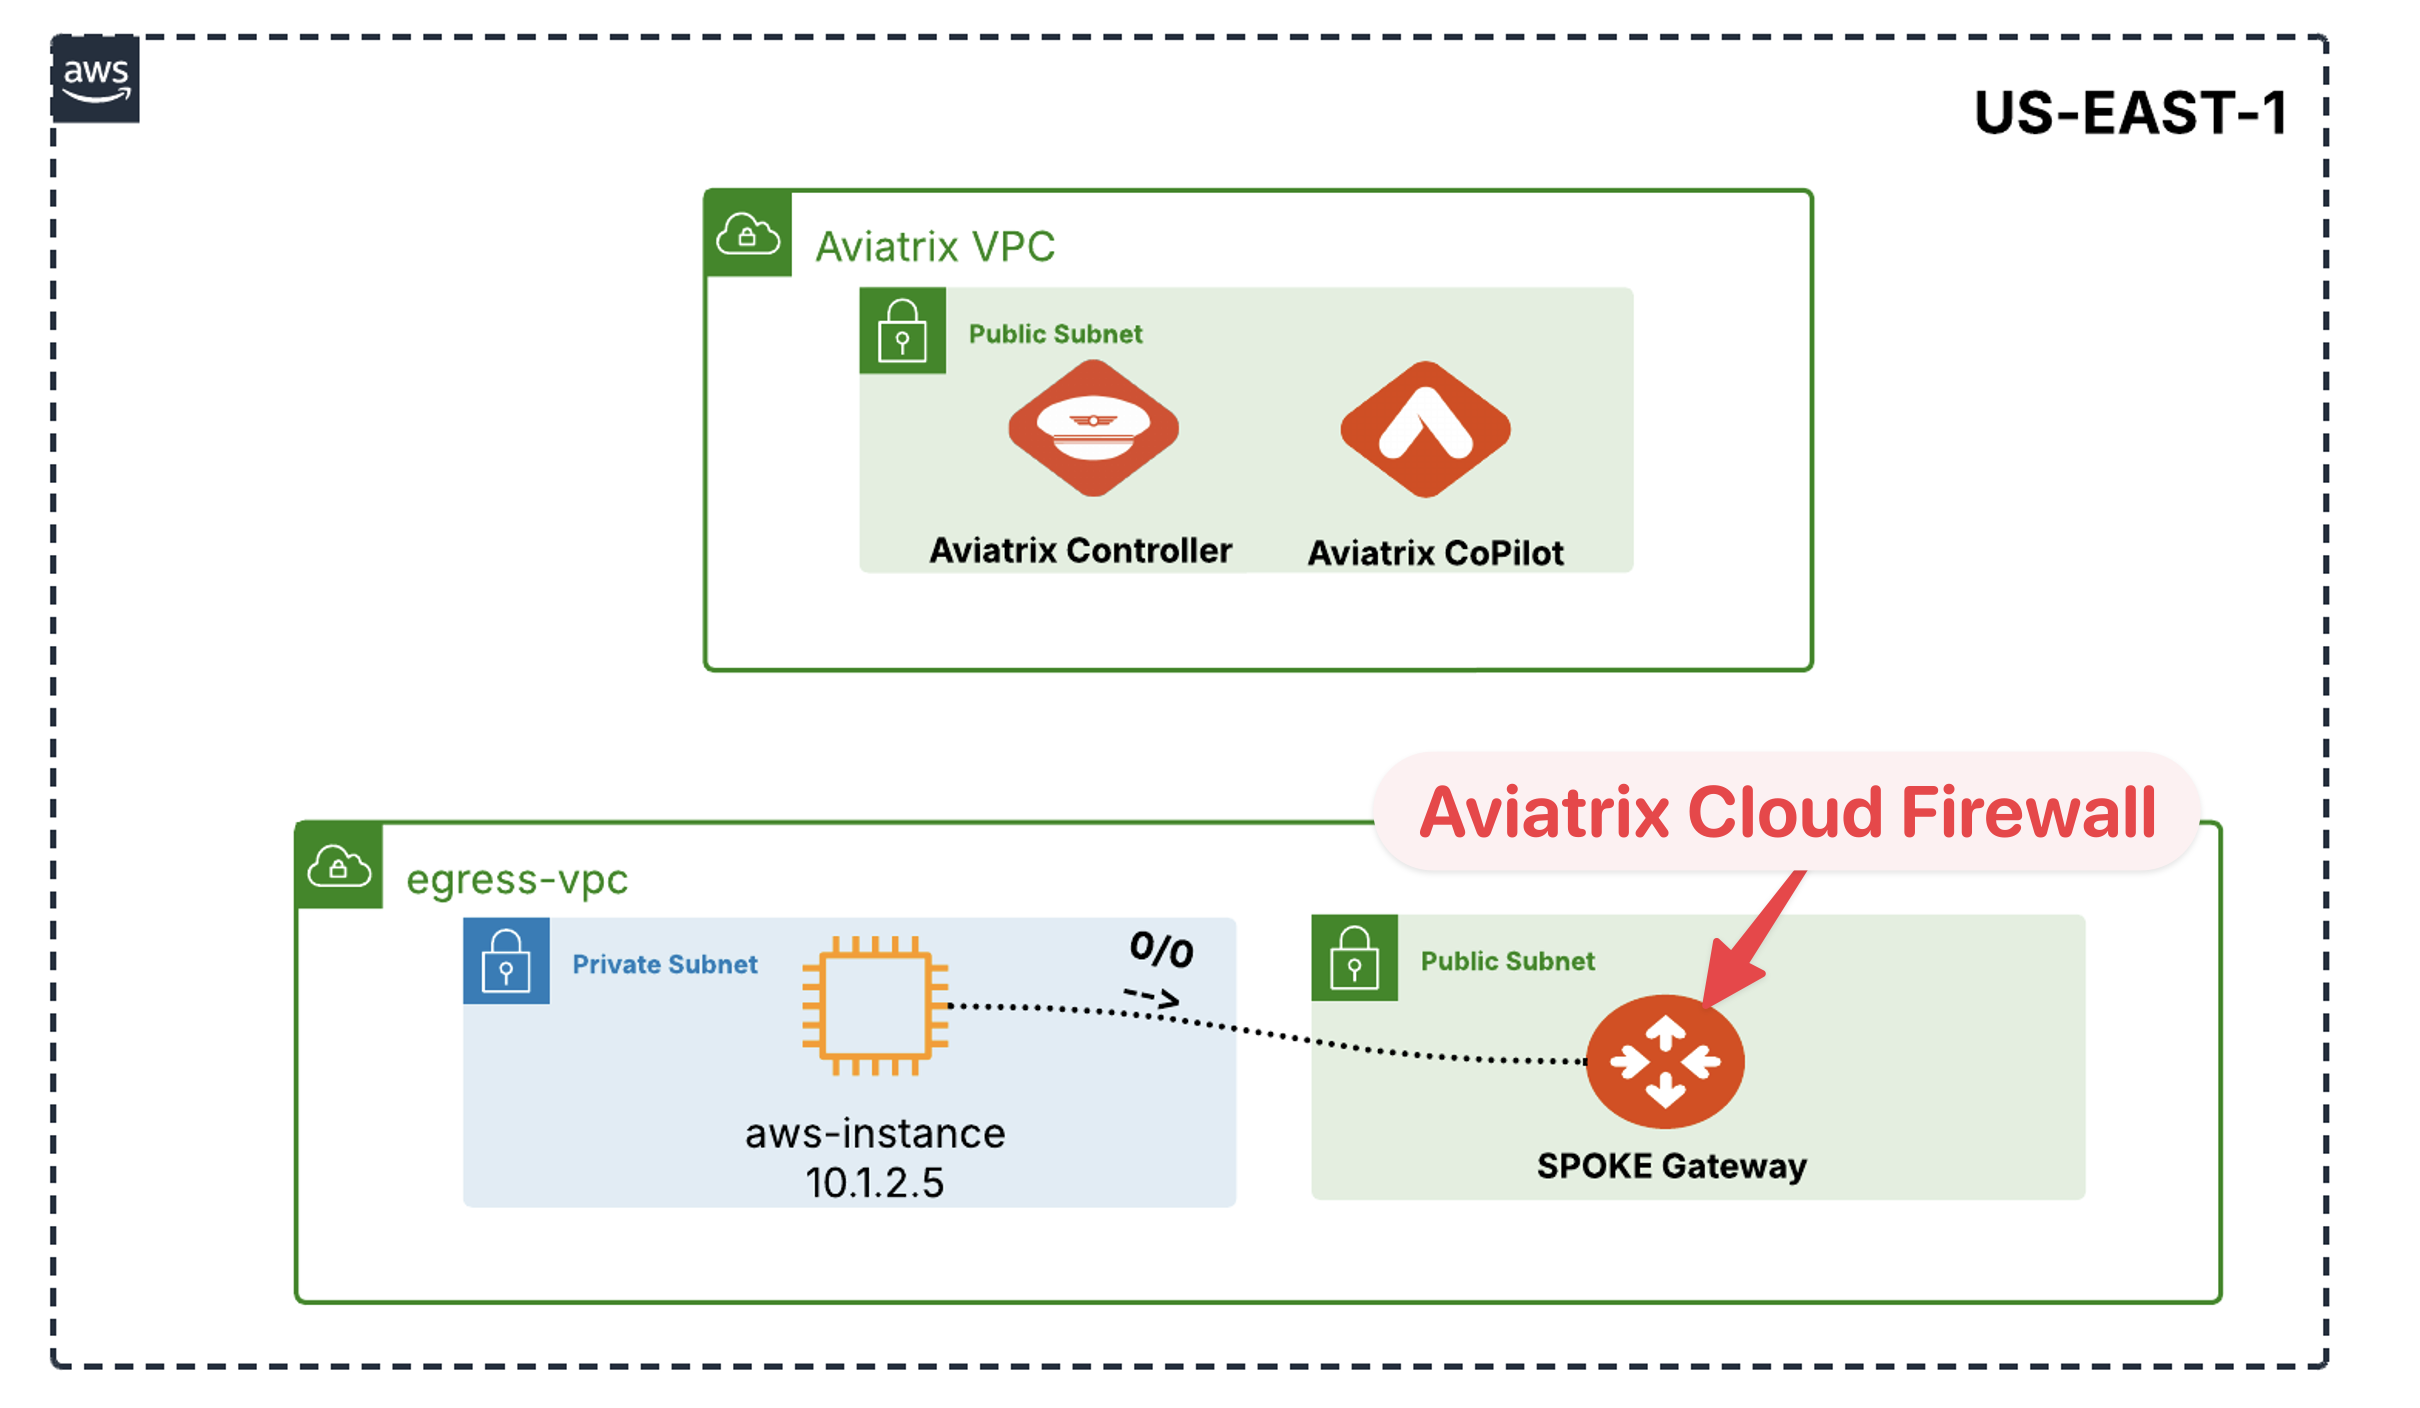 aws
US-EAST-1
Aviatrix VPC
Public Subnet
Aviatrix Controller
Aviatrix CoPilot
Aviatrix Cloud Firewall
egress-vpc
Private Subnet
0/0
-->
Public Subnet
aws-instance
10.1.2.5
SPOKE Gateway